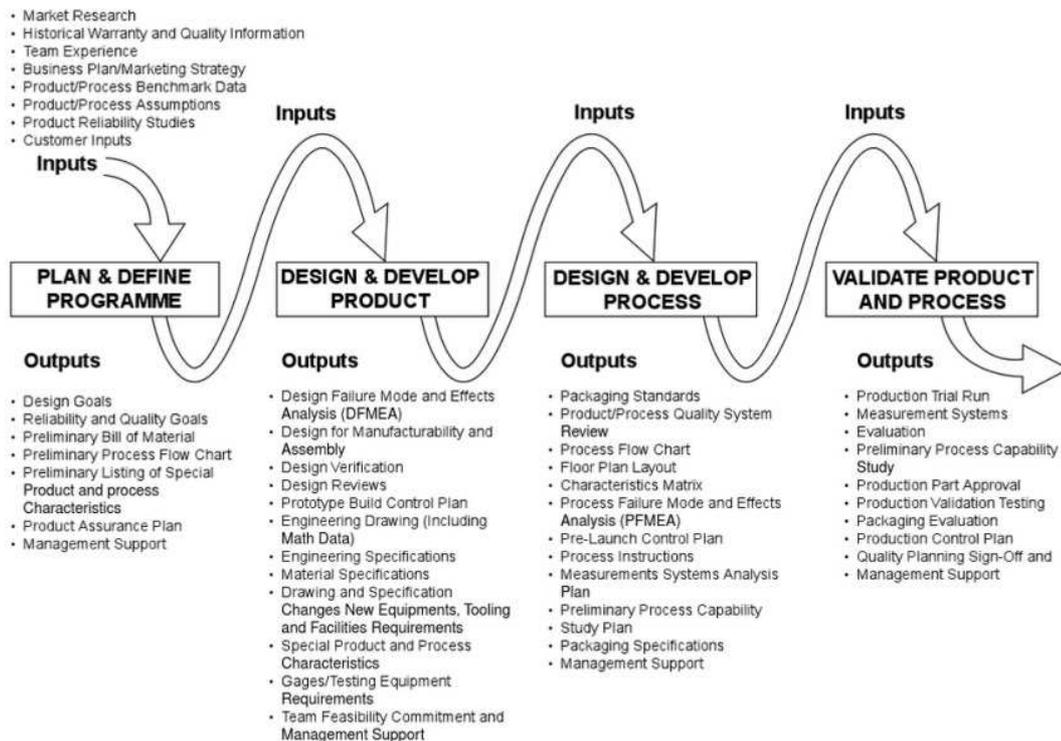 • Market Research
• Historical Warranty and Quality Information
• Team Experience
• Business Plan/Marketing Strategy
• Product/Process Benchmark Data
• Product/Process Assumptions
• Product Reliability Studies
• Customer Inputs
Inputs
Inputs
Inputs
Inputs
PLAN & DEFINE
PROGRAMME
DESIGN & DEVELOP
PRODUCT
DESIGN & DEVELOP
PROCESS
VALIDATE PRODUCT
AND PROCESS
Outputs
• Design Goals
• Reliability and Quality Goals
• Preliminary Bill of Material
• Preliminary Process Flow Chart
• Preliminary Listing of Special
Product and process
Characteristics
• Product Assurance Plan
• Management Support
Outputs
• Design Failure Mode and Effects
Analysis (DFMEA)
• Design for Manufacturability and
Assembly
• Design Verification
• Design Reviews
• Prototype Build Control Plan
• Engineering Drawing (Including
Math Data)
• Engineering Specifications
• Material Specifications
• Drawing and Specification
Changes New Equipments, Tooling
and Facilities Requirements
• Special Product and Process
Characteristics
• Gages/Testing Equipment
Requirements
• Team Feasibility Commitment and
Management Support
Outputs
• Packaging Standards
• Product/Process Quality System
Review
• Process Flow Chart
• Floor Plan Layout
• Characteristics Matrix
• Process Failure Mode and Effects
Analysis (PFMEA)
• Pre-Launch Control Plan
• Process Instructions
• Measurements Systems Analysis
Plan
• Preliminary Process Capability
• Study Plan
• Packaging Specifications
• Management Support
Outputs
• Production Trial Run
• Measurement Systems
• Evaluation
• Preliminary Process Capability
Study
• Production Part Approval
• Production Validation Testing
• Packaging Evaluation
• Production Control Plan
• Quality Planning Sign-Off and
• Management Support